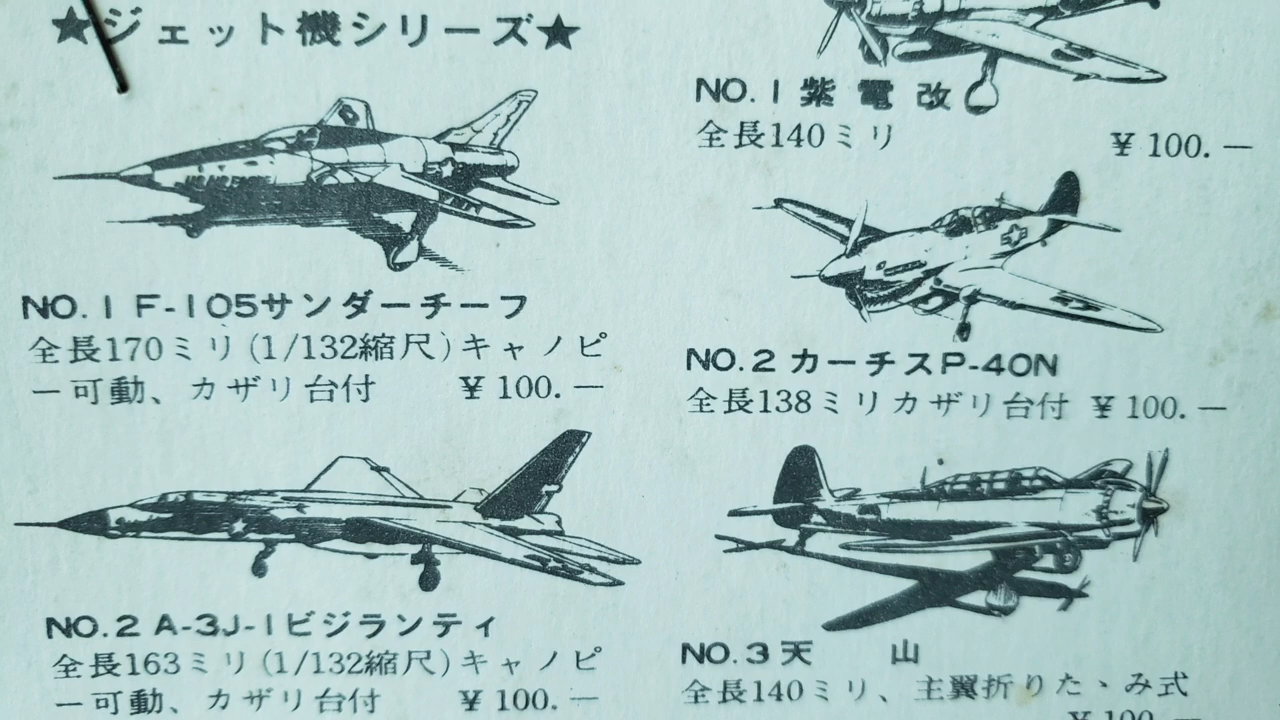 ★ジェット機シリーズ★
NO.1 F-105サンダーチーフ
全長170ミリ(1/132縮尺)キャノピ
ー可動、カザリ台付 ¥100.—
NO.2 A-3J-1ビジランティ
全長163ミリ(1/132縮尺)キャノピ
ー可動、カザリ台付 ¥100.—
NO.1 紫電改
全長140ミリ ¥100.—
NO.2 カーチスP-40N
全長138ミリカザリ台付 ¥100.—
NO.3 天山
全長140ミリ、主翼折りたゝみ式
¥100.—